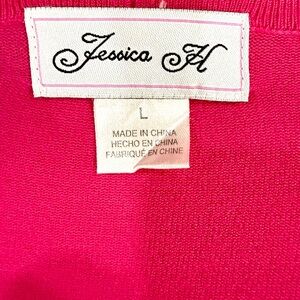 Jessica H
L
MADE IN CHINA
HECHO EN CHINA
FABRIQUÉ EN CHINE